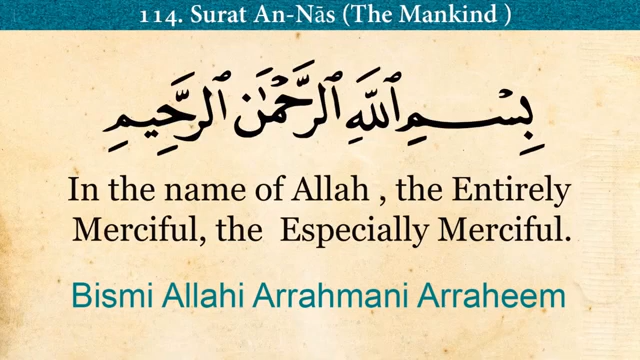 114. Surat An-Nās (The Mankind )
بِسْمِ ٱللَّهِ ٱلرَّحْمَٰنِ ٱلرَّحِيمِ
In the name of Allah , the Entirely
Merciful, the  Especially Merciful.
Bismi Allahi Arrahmani Arraheem